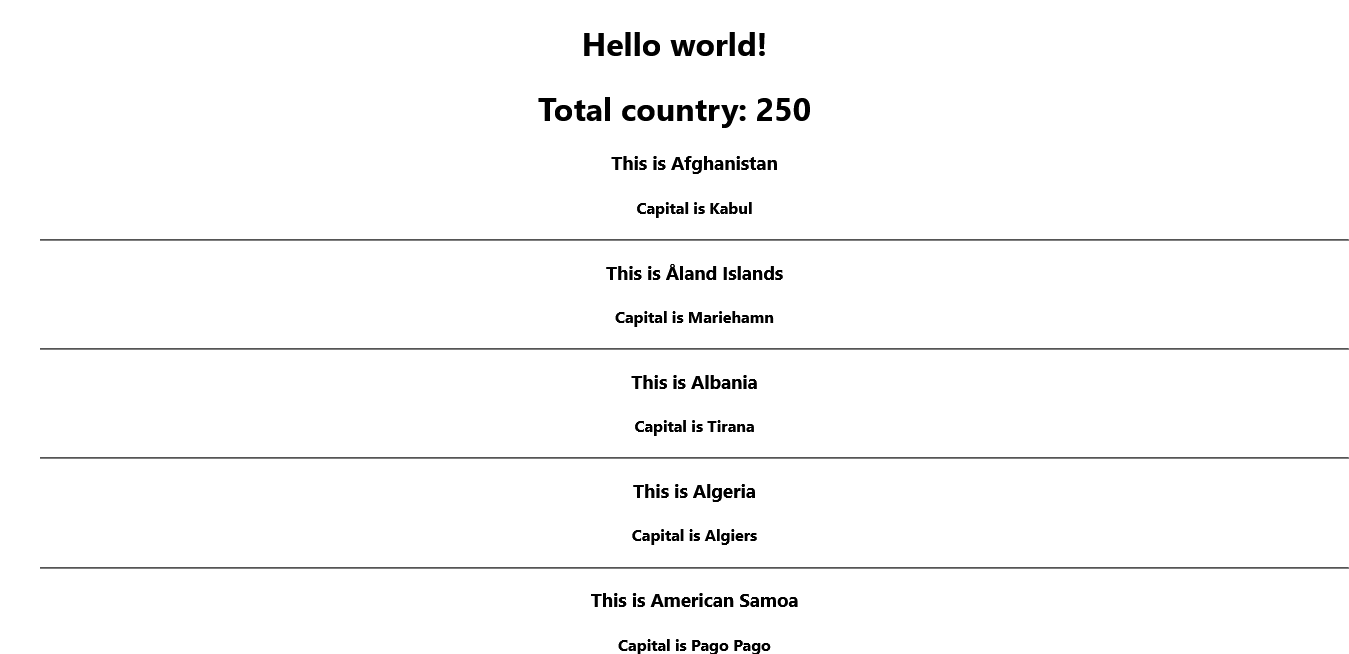 Hello world!
Total country: 250
This is Afghanistan
Capital is Kabul
This is Åland Islands
Capital is Mariehamn
This is Albania
Capital is Tirana
This is Algeria
Capital is Algiers
This is American Samoa
Capital is Pago Pago